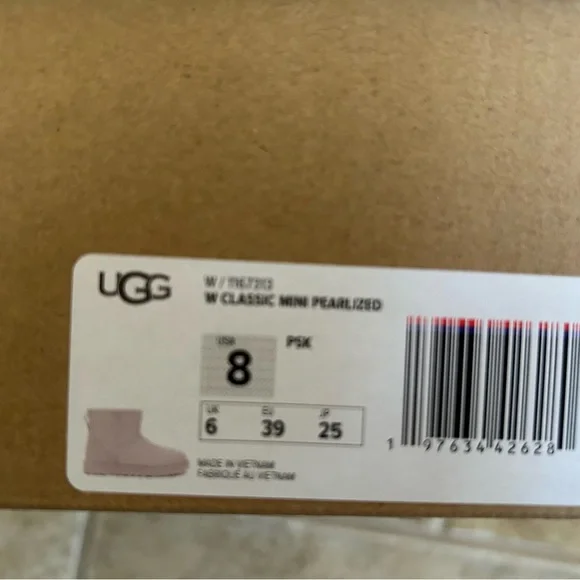 UGG
W /
W CLASSIC MINI PEARLIZED
USA
8
PSK
UK EU JP
6 39 25
MADE IN VIETNAM
FABRIQUÉ AU VIETNAM
1 97634 42628